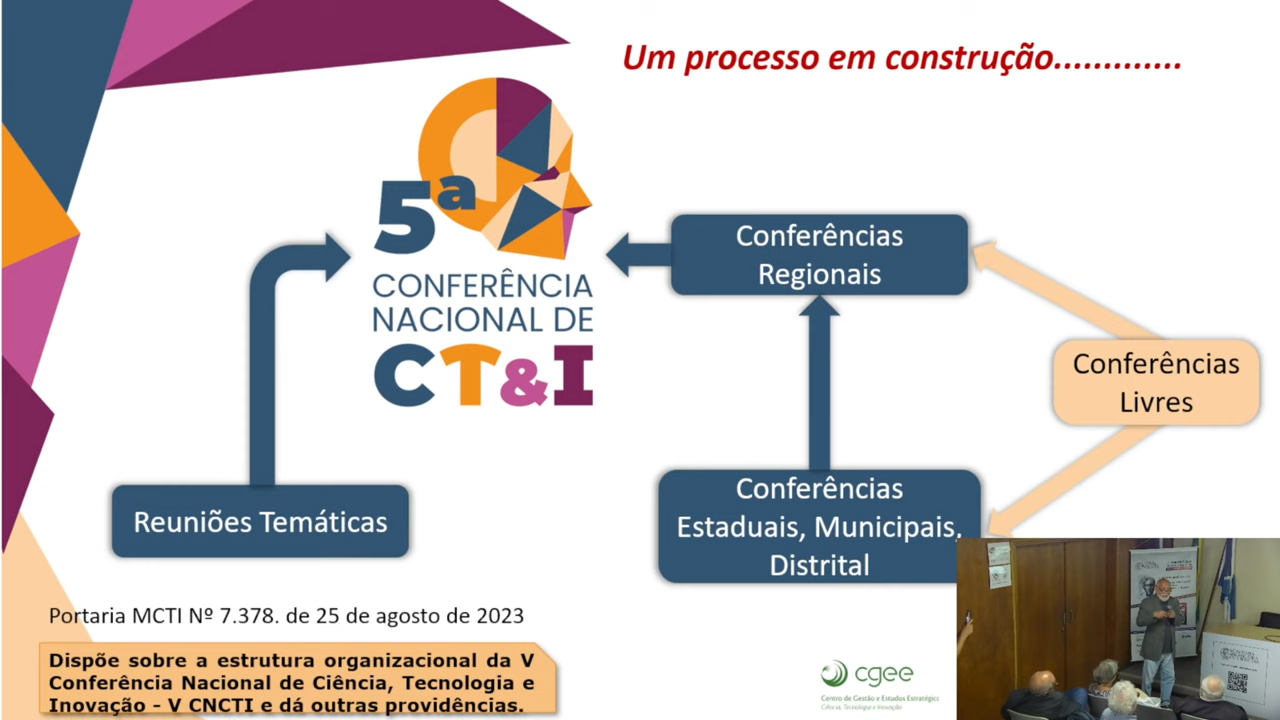 Um processo em construção.............
5ª
CONFERÊNCIA
NACIONAL DE
CT&I
Conferências
Regionais
Conferências
Livres
Reuniões Temáticas
Conferências
Estaduais, Municipais,
Distrital
Portaria MCTI Nº 7.378. de 25 de agosto de 2023
Dispõe sobre a estrutura organizacional da V
Conferência Nacional de Ciência, Tecnologia e
Inovação – V CNCTI e dá outras providências.
cgee
Centro de Gestão e Estudos Estratégic
Ciência, Tecnologia e Inovação